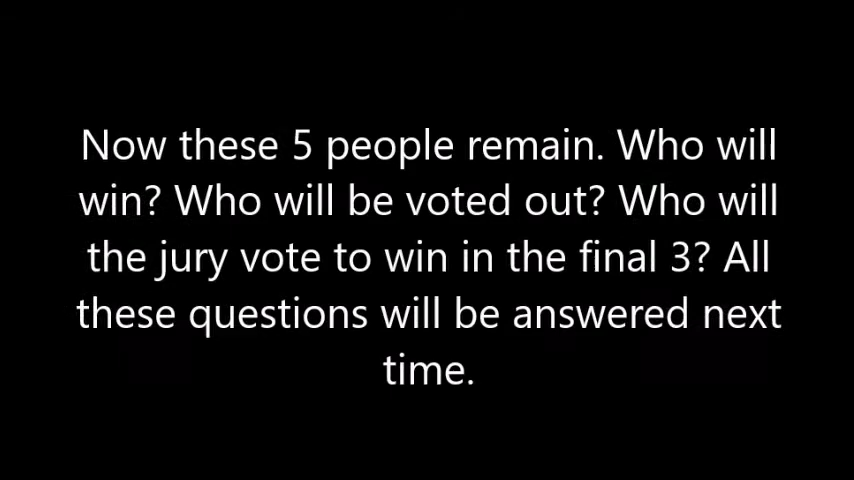 Now these 5 people remain. Who will
win? Who will be voted out? Who will
the jury vote to win in the final 3? All
these questions will be answered next
time.